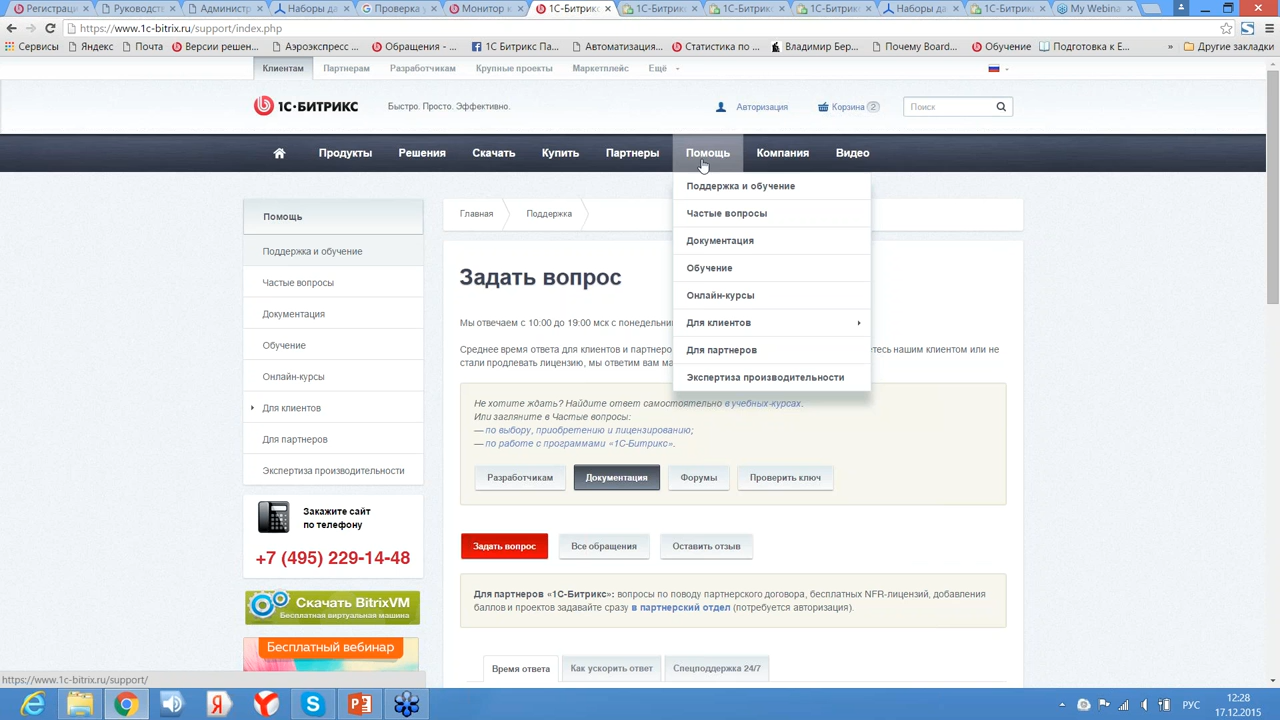 Регистраци
Руководств
Админист
Наборы да
Проверка у
Монитор к
1С-Битрис
1С-Битри
1С-Битри
1С-Битри
Наборы да
1С-Битри
My Webina
https://www.1c-bitrix.ru/support/index.php
Сервисы
Яндекс
Почта
Версии решен...
Аэроэкспресс ...
Обращения - ...
1С Битрикс Па...
Автоматизация...
Статистика по ...
Владимир Бер...
Почему Board...
Обучение
Подготовка к Е...
»
Другие закладки
Клиентам
Партнерам
Разработчикам
Крупные проекты
Маркетплейс
Ещё
1С·БИТРИКС
Быстро. Просто. Эффективно.
Авторизация
Корзина 2
Поиск
Продукты
Решения
Скачать
Купить
Партнеры
Помощь
Компания
Видео
Поддержка и обучение
Частые вопросы
Документация
Обучение
Онлайн-курсы
Для клиентов
Для партнеров
Экспертиза производительности
Помощь
Поддержка и обучение
Частые вопросы
Документация
Обучение
Онлайн-курсы
Для клиентов
Для партнеров
Экспертиза производительности
Закажите сайт
по телефону
+7 (495) 229-14-48
Скачать BitrixVM
Бесплатная виртуальная машина
Бесплатный вебинар
Главная
Поддержка
Задать вопрос
Мы отвечаем с 10:00 до 19:00 мск с понедельни
Среднее время ответа для клиентов и партнеро етесь нашим клиентом или не
стали продлевать лицензию, мы ответим вам ма
Не хотите ждать? Найдите ответ самостоятельно в учебных-курсах.
Или загляните в Частые вопросы:
— по выбору, приобретению и лицензированию;
— по работе с программами «1С-Битрикс».
Разработчикам
Документация
Форумы
Проверить ключ
Задать вопрос
Все обращения
Оставить отзыв
Для партнеров «1С-Битрикс»: вопросы по поводу партнерского договора, бесплатных NFR-лицензий, добавления
баллов и проектов задавайте сразу в партнерский отдел (потребуется авторизация).
Время ответа
Как ускорить ответ
Спецподдержка 24/7
https://www.1c-bitrix.ru/support/
РУС
12:28
17.12.2015